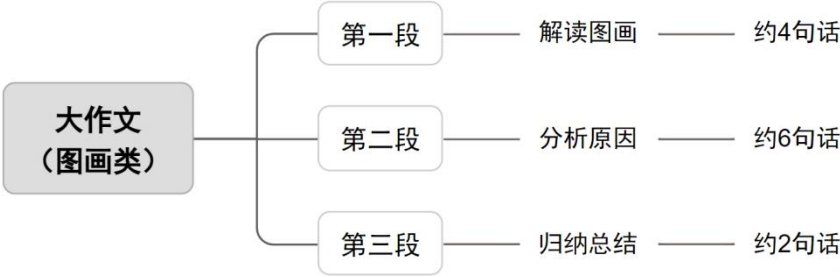 大作文
（图画类）
第一段 解读图画 约4句话
第二段 分析原因 约6句话
第三段 归纳总结 约2句话